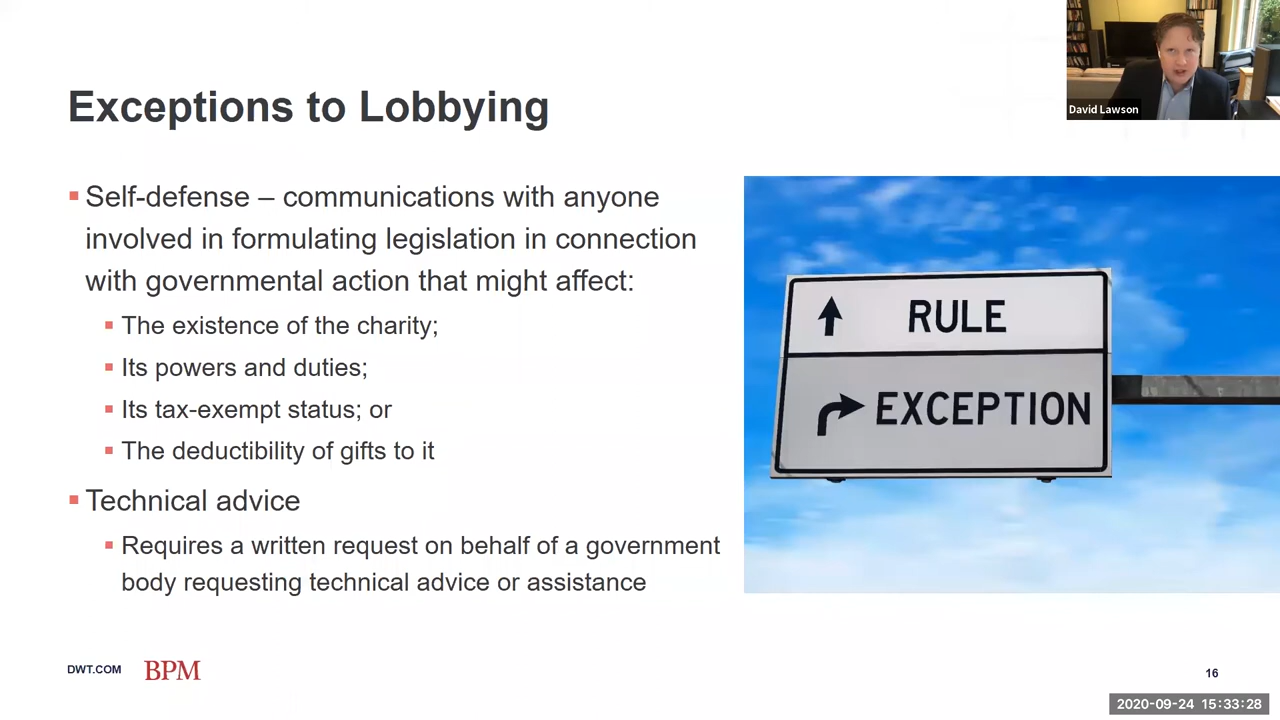 David Lawson
Exceptions to Lobbying
Self-defense – communications with anyone
involved in formulating legislation in connection
with governmental action that might affect:
The existence of the charity;
Its powers and duties;
Its tax-exempt status; or
The deductibility of gifts to it
Technical advice
Requires a written request on behalf of a government
body requesting technical advice or assistance
RULE
EXCEPTION
DWT.COM
BPM
16
2020-09-24 15:33:28